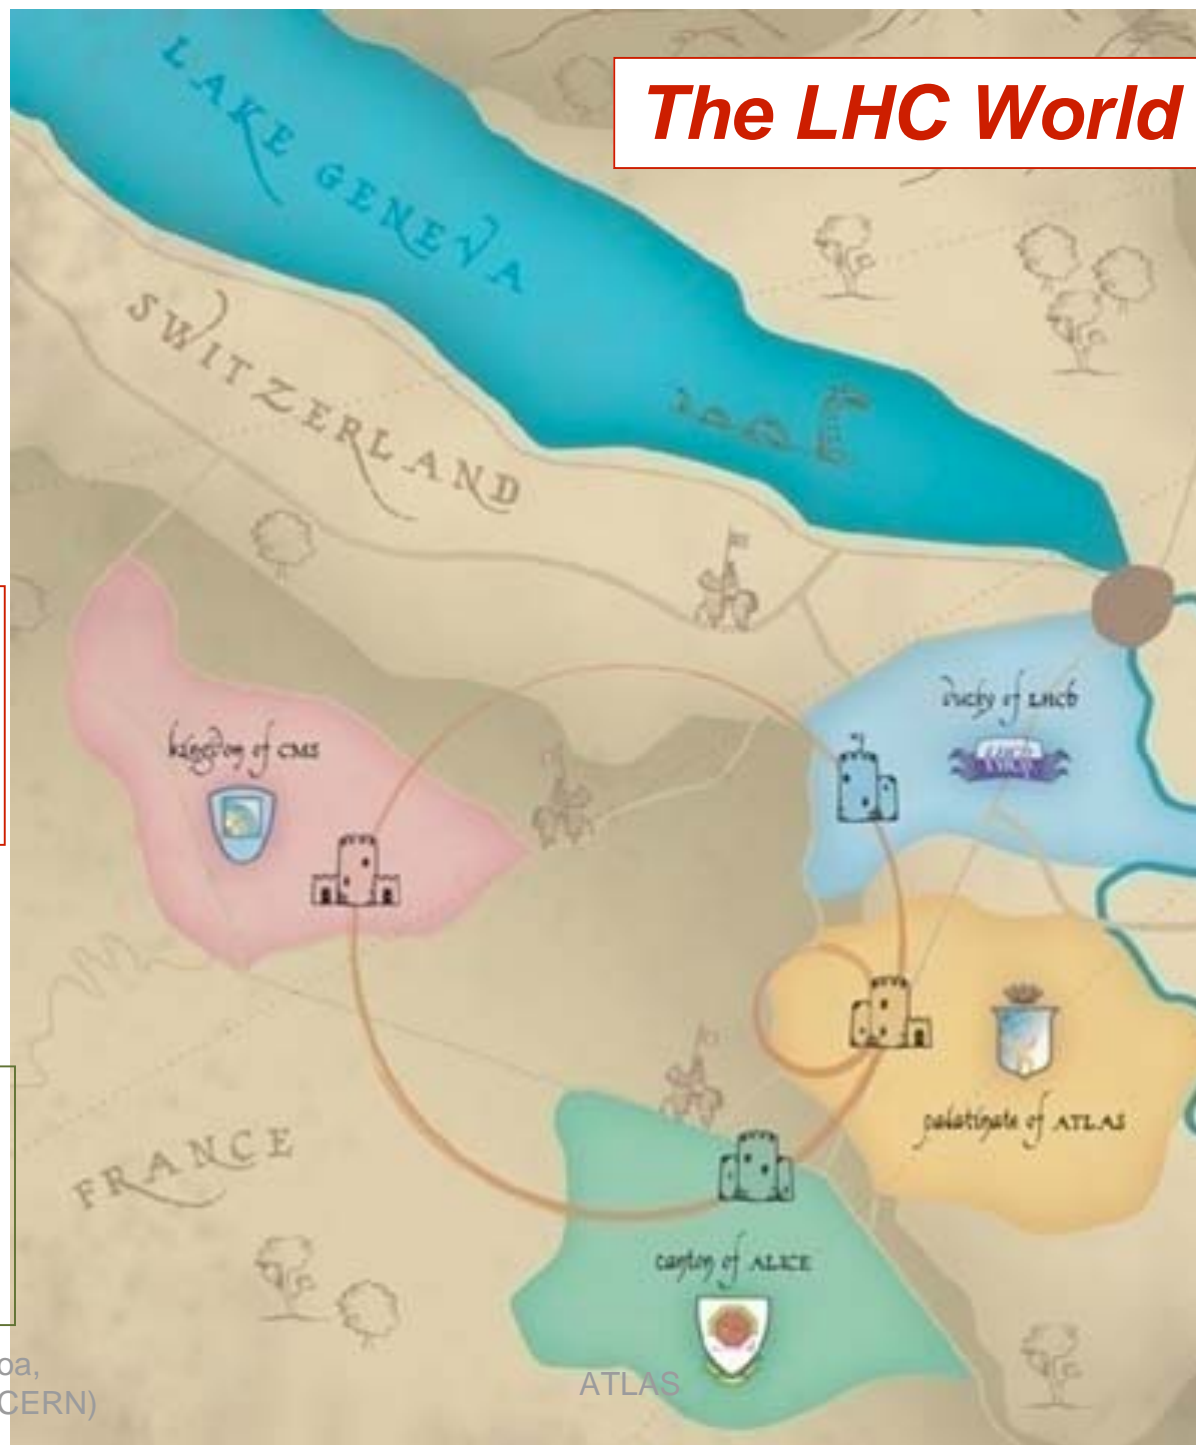 The LHC World
LAKE GENEVA
SWITZERLAND
duchy of LHCb
kingdom of CMS
palatinate of ATLAS
FRANCE
canton of ALICE
oa,
ATLAS
CERN)